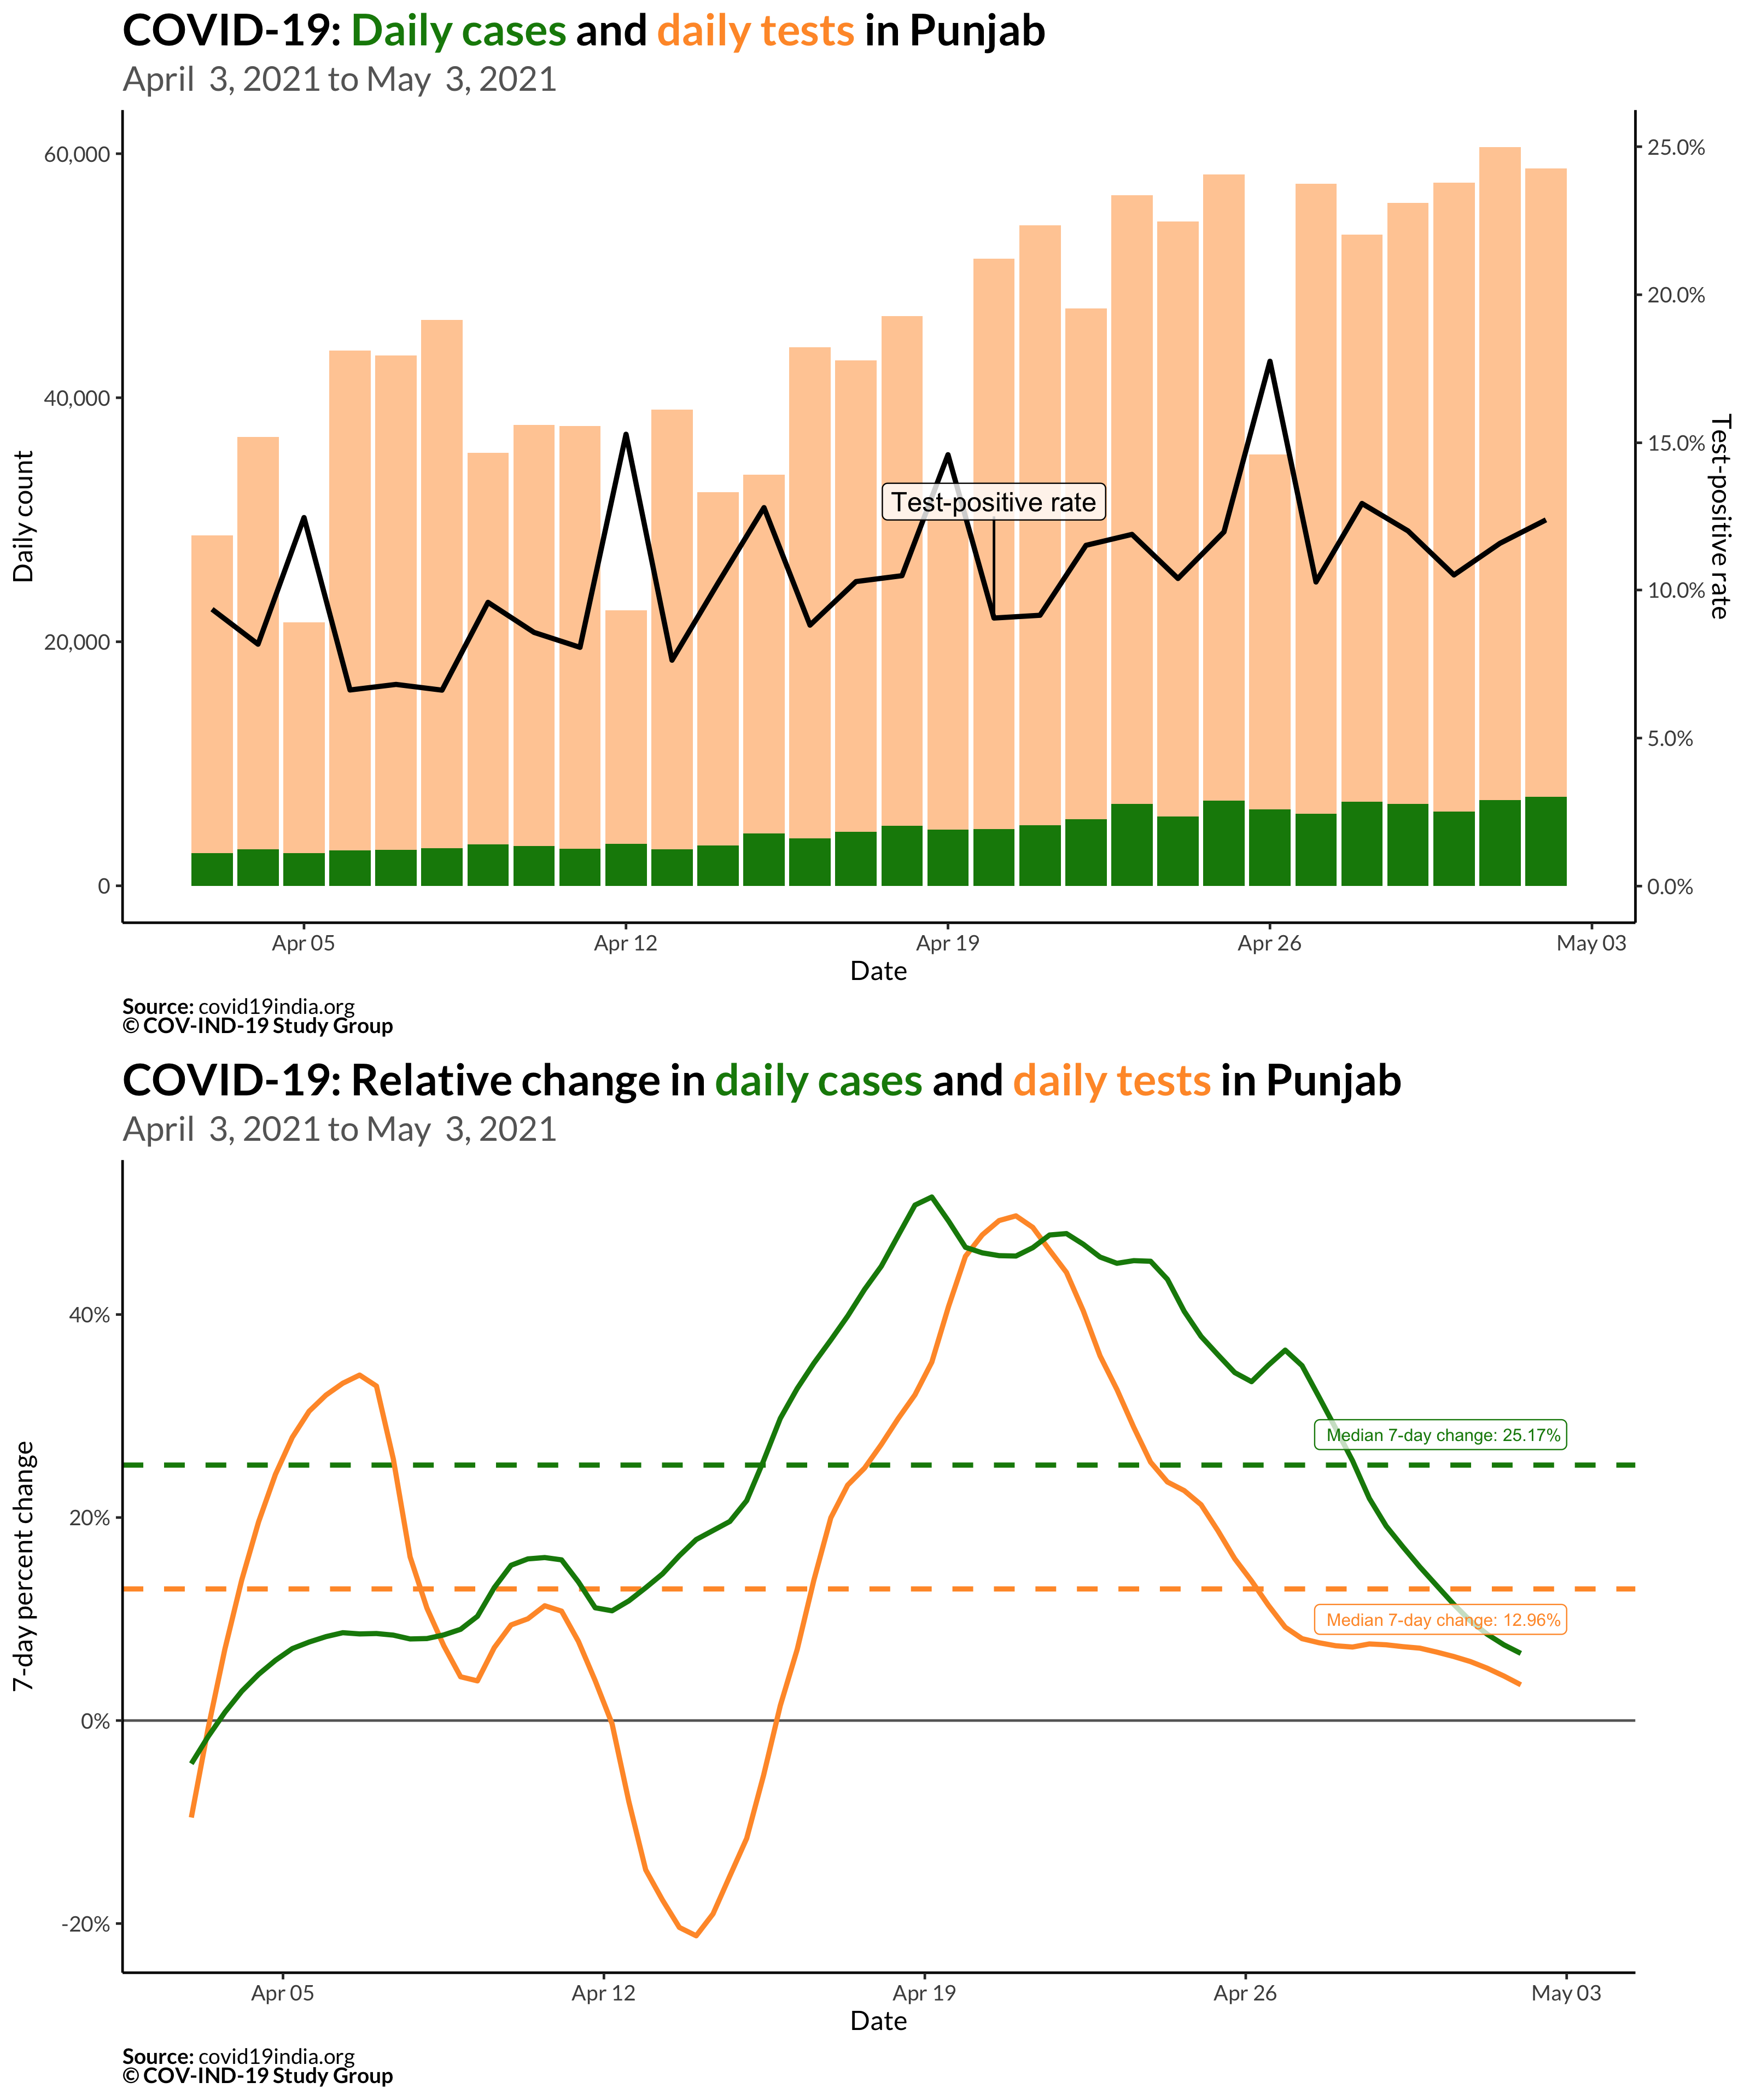 COVID-19: Daily cases and daily tests in Punjab
April  3, 2021 to May  3, 2021
60,000
40,000
20,000
0
Daily count
25.0%
20.0%
15.0%
10.0%
5.0%
0.0%
Test-positive rate
Test-positive rate
Apr 05
Apr 12
Apr 19
Apr 26
May 03
Date
Source: covid19india.org
© COV-IND-19 Study Group
COVID-19: Relative change in daily cases and daily tests in Punjab
April  3, 2021 to May  3, 2021
40%
20%
0%
-20%
7-day percent change
Median 7-day change: 25.17%
Median 7-day change: 12.96%
Apr 05
Apr 12
Apr 19
Apr 26
May 03
Date
Source: covid19india.org
© COV-IND-19 Study Group